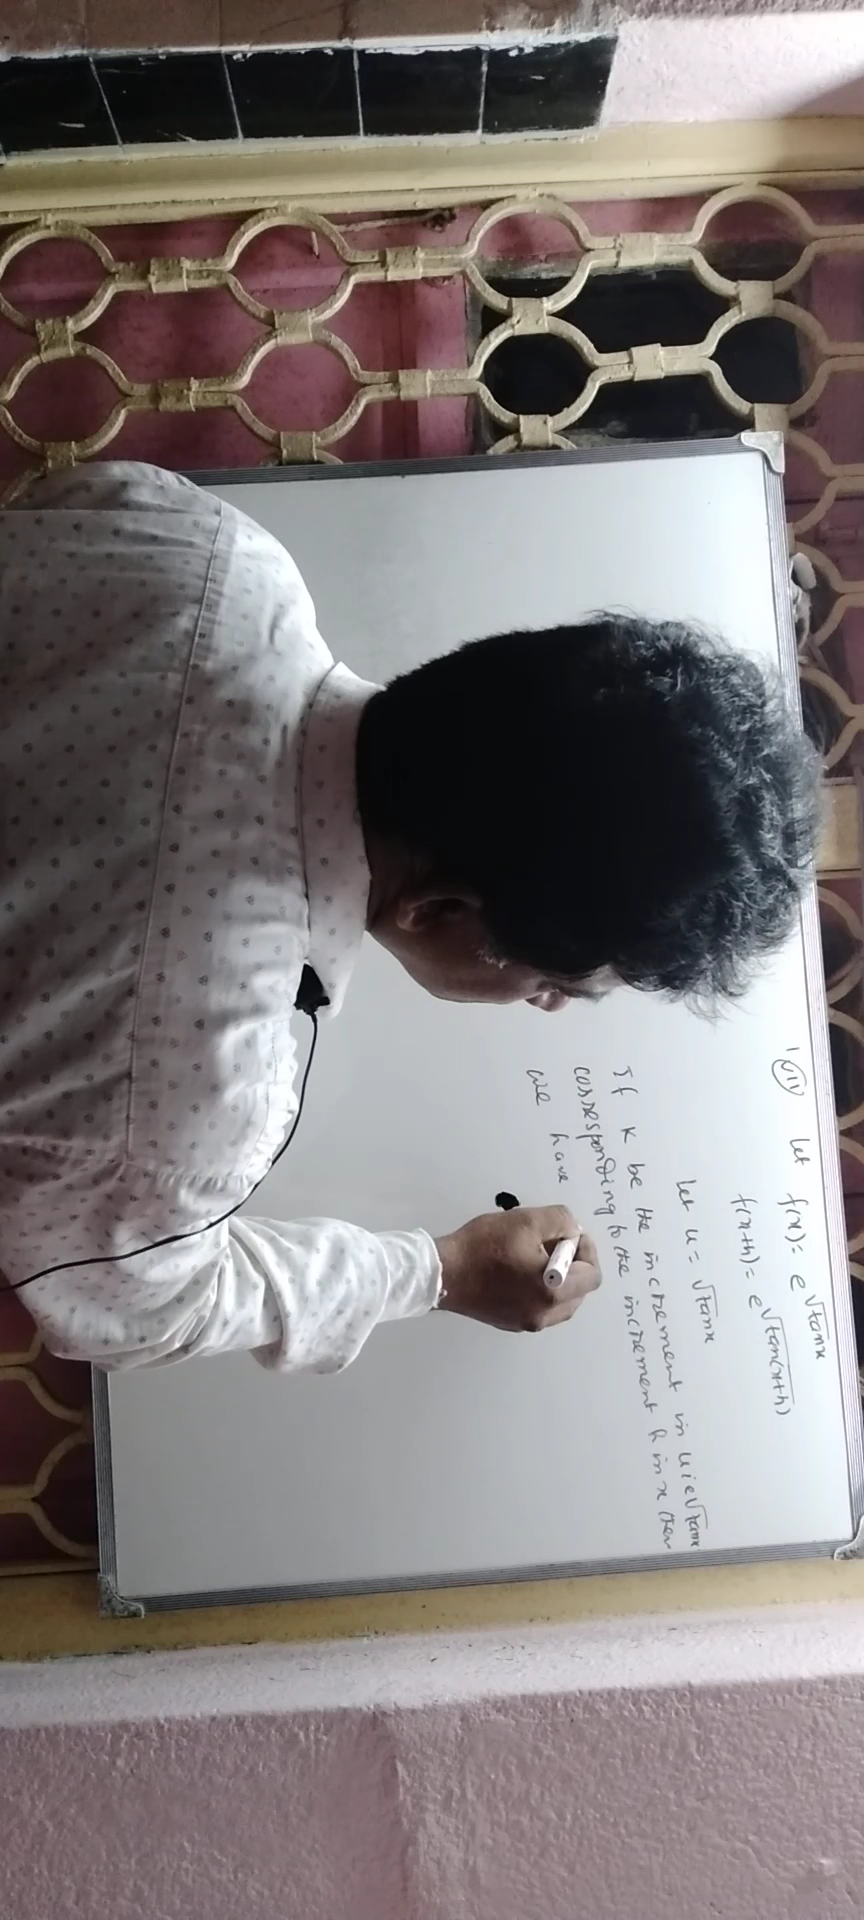 1 (vii) Let f(x) = e^√tanx
f(x+h) = e^√tan(x+h)
Let u = √tanx
If k be the increment in u i.e √tanx
corresponding to the increment h in x then
we have